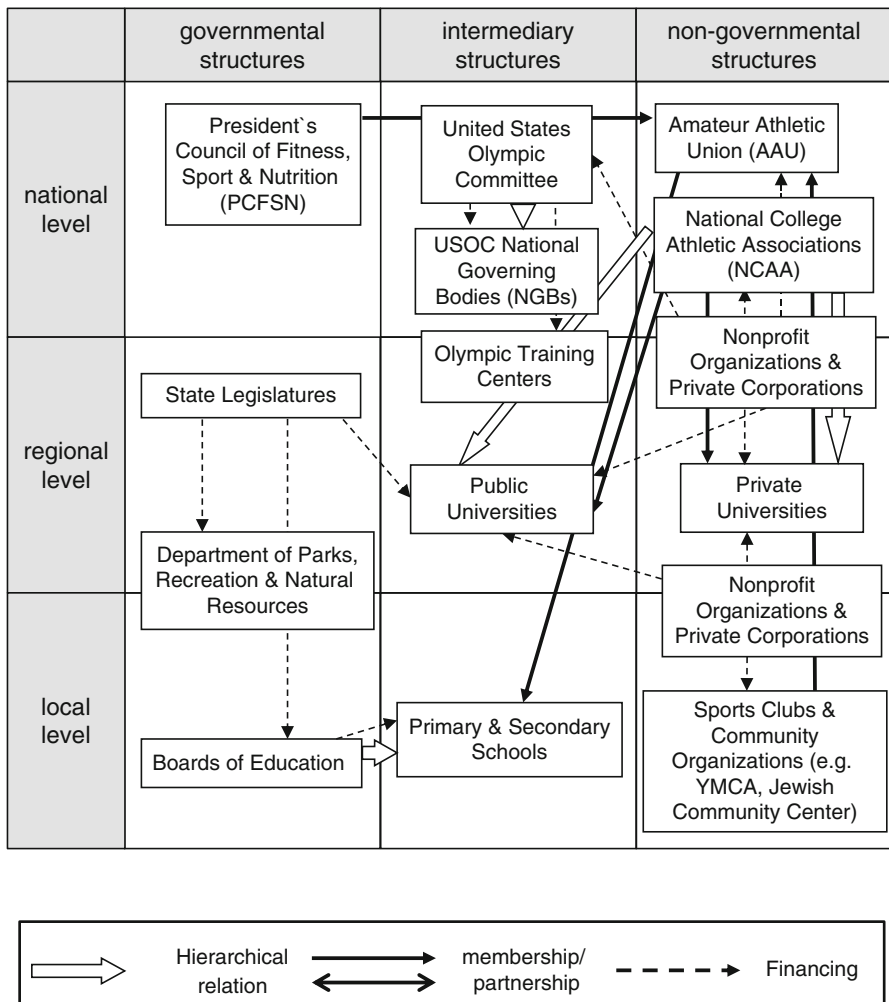 governmental
structures
intermediary
structures
non-governmental
structures
national
level
President`s
Council of Fitness,
Sport & Nutrition
(PCFSN)
United States
Olympic
Committee
Amateur Athletic
Union (AAU)
USOC National
Governing
Bodies (NGBs)
National College
Athletic Associations
(NCAA)
Olympic Training
Centers
Nonprofit
Organizations &
Private Corporations
regional
level
State Legislatures
Public
Universities
Private
Universities
Department of Parks,
Recreation & Natural
Resources
Nonprofit
Organizations &
Private Corporations
local
level
Boards of Education
Primary & Secondary
Schools
Sports Clubs &
Community
Organizations (e.g.
YMCA, Jewish
Community Center)
Hierarchical
relation
membership/
partnership
Financing